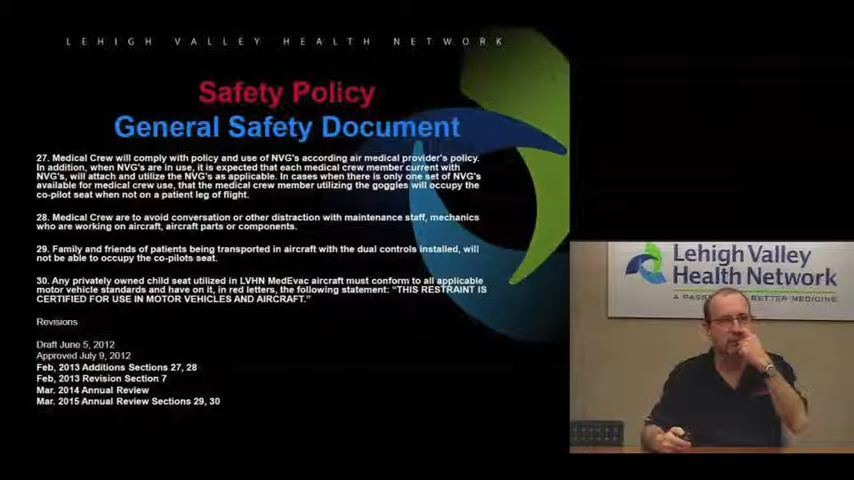 LEHIGH VALLEY HEALTH NETWORK
Safety Policy
General Safety Document
27. Medical Crew will comply with policy and use of NVG's according air medical provider's policy.
In addition, when NVG's are in use, it is expected that each medical crew member current with
NVG's, will attach and utilize the NVG's as applicable. In cases when there is only one set of NVG's
available for medical crew use, that the medical crew member utilizing the goggles will occupy the
co-pilot seat when not on a patient leg of flight.
28. Medical Crew are to avoid conversation or other distraction with maintenance staff, mechanics
who are working on aircraft, aircraft parts or components.
29. Family and friends of patients being transported in aircraft with the dual controls installed, will
not be able to occupy the co-pilots seat.
30. Any privately owned child seat utilized in LVHN MedEvac aircraft must conform to all applicable
motor vehicle standards and have on it, in red letters, the following statement: “THIS RESTRAINT IS
CERTIFIED FOR USE IN MOTOR VEHICLES AND AIRCRAFT.”
Revisions
Draft June 5, 2012
Approved July 9, 2012
Feb, 2013 Additions Sections 27, 28
Feb, 2013 Revision Section 7
Mar. 2014 Annual Review
Mar. 2015 Annual Review Sections 29, 30
Lehigh Valley
Health Network
A BETTER MEDICINE